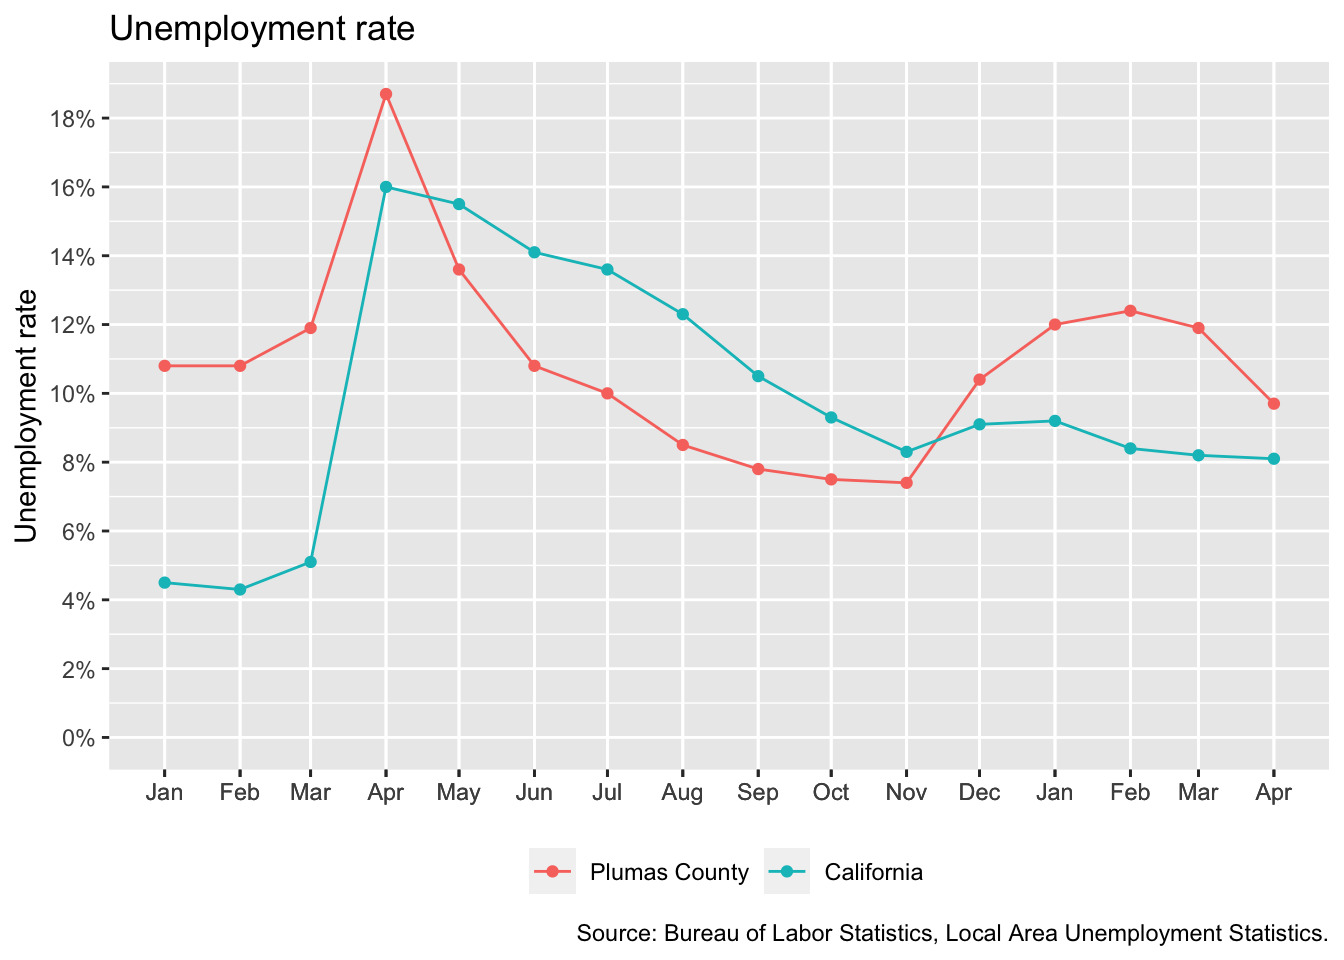 Unemployment rate
Unemployment rate
18%
16%
14%
12%
10%
8%
6%
4%
2%
0%
Jan Feb Mar Apr May Jun Jul Aug Sep Oct Nov Dec Jan Feb Mar Apr
Plumas County California
Source: Bureau of Labor Statistics, Local Area Unemployment Statistics.